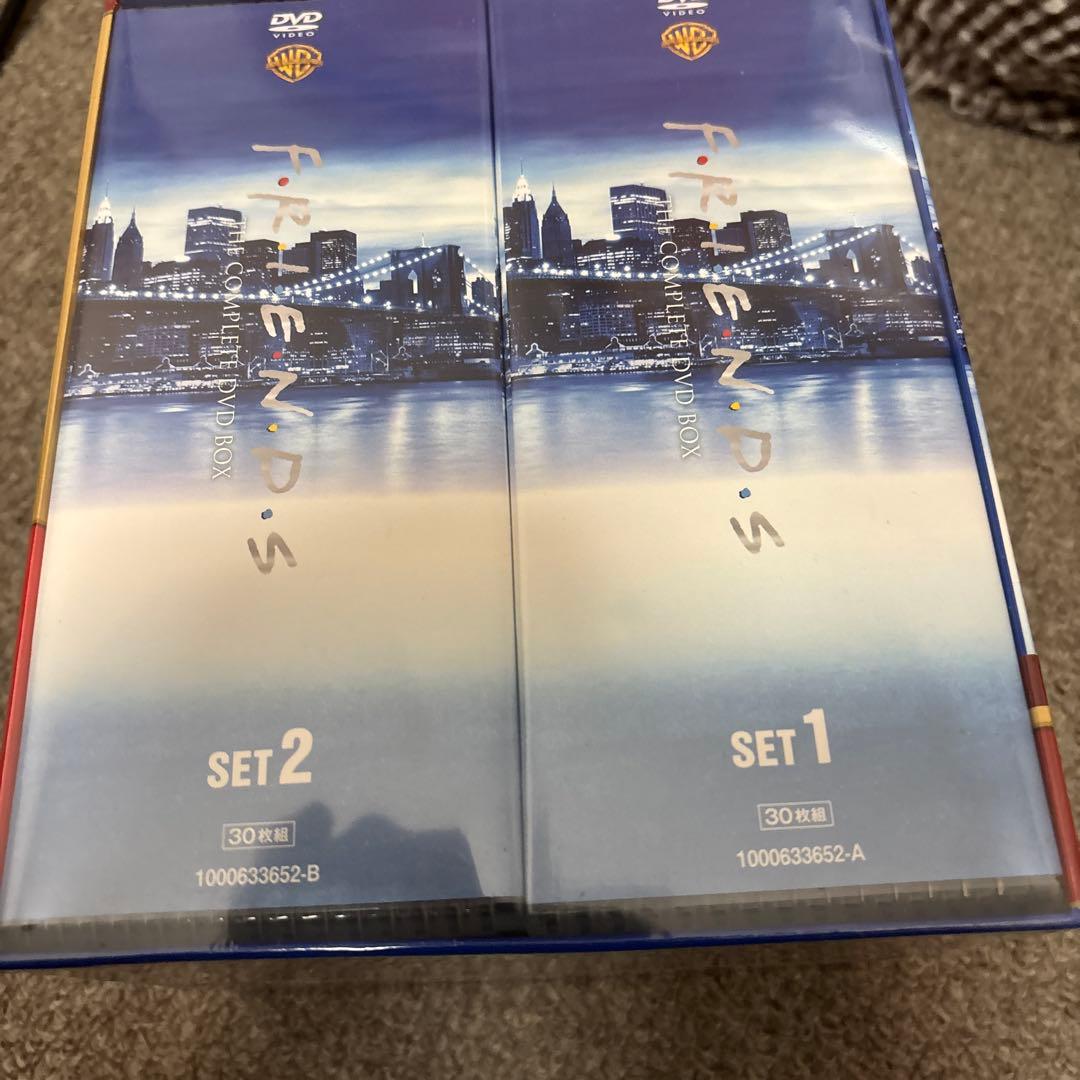 DVD
VIDEO
WB
F.R.I.E.N.D.S
THE COMPLETE DVD BOX
SET 2
30枚組
1000633652-B
DVD
VIDEO
WB
F.R.I.E.N.D.S
THE COMPLETE DVD BOX
SET 1
30枚組
1000633652-A